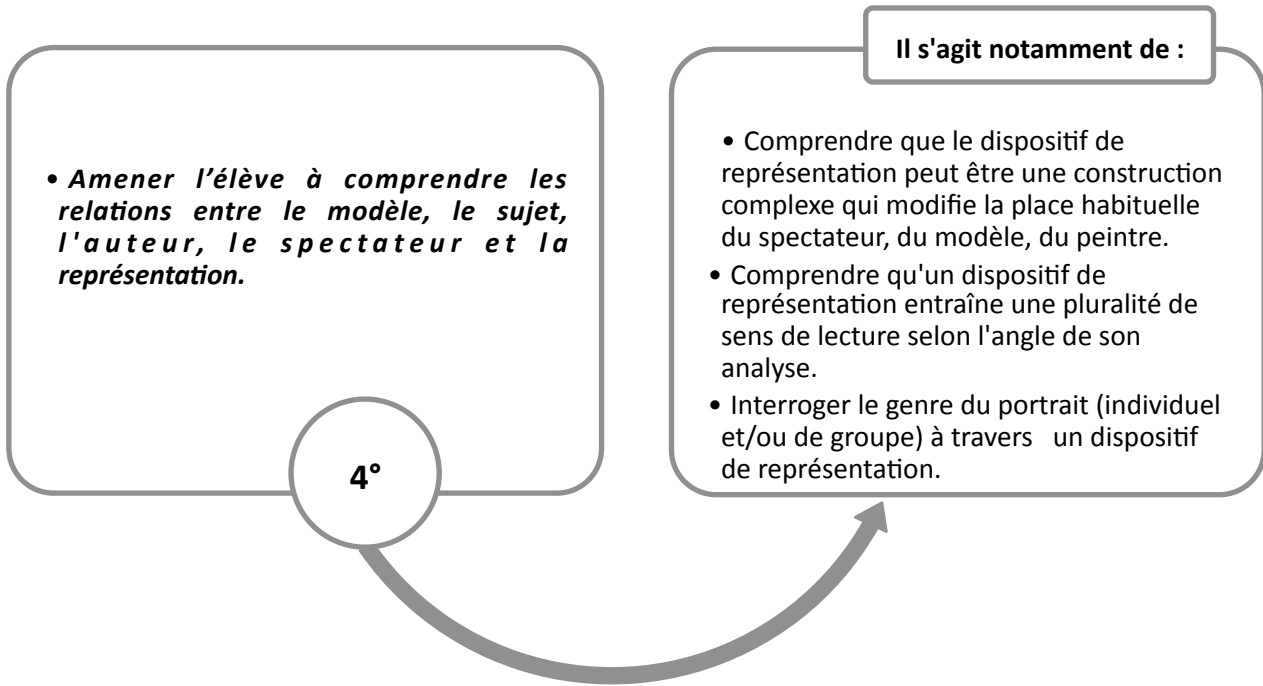 • Amener l’élève à comprendre les
relations entre le modèle, le sujet,
l'auteur, le spectateur et la
représentation.
4°
Il s'agit notamment de :
• Comprendre que le dispositif de
représentation peut être une construction
complexe qui modifie la place habituelle
du spectateur, du modèle, du peintre.
• Comprendre qu'un dispositif de
représentation entraîne une pluralité de
sens de lecture selon l'angle de son
analyse.
• Interroger le genre du portrait (individuel
et/ou de groupe) à travers un dispositif
de représentation.